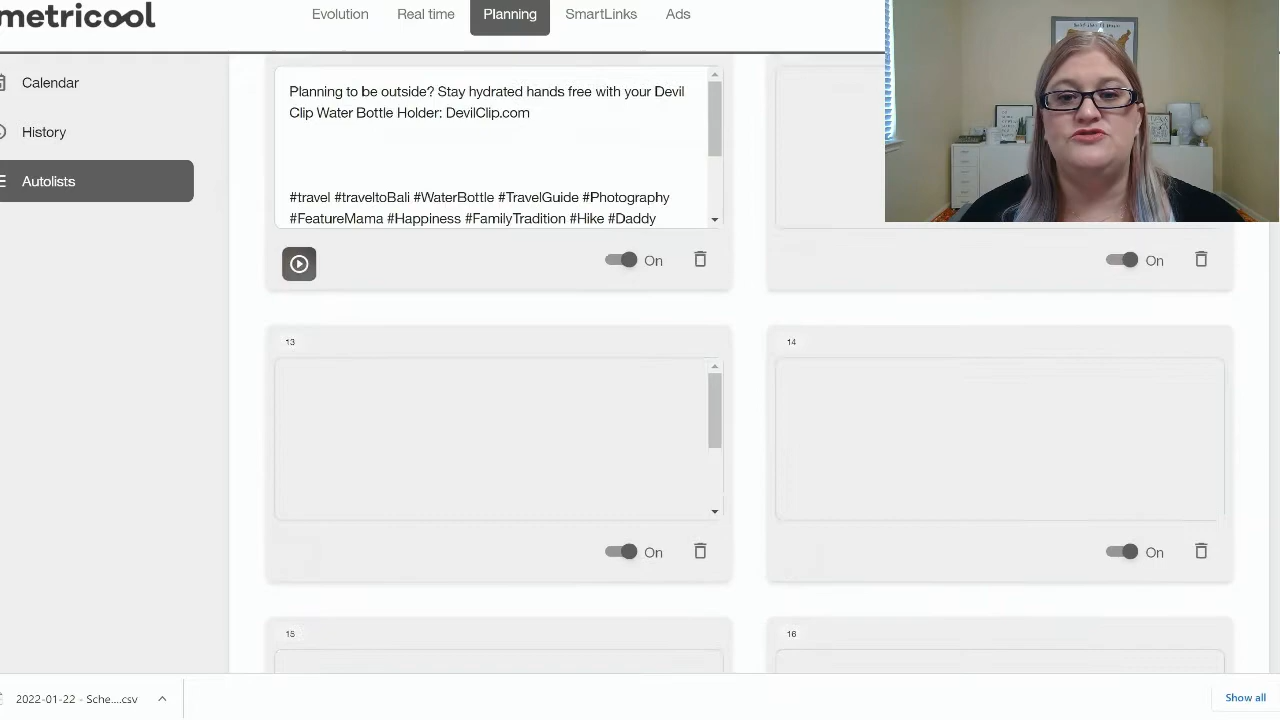 metricool
Evolution
Real time
Planning
SmartLinks
Ads
Calendar
History
Autolists
Planning to be outside? Stay hydrated hands free with your Devil
Clip Water Bottle Holder: DevilClip.com
#travel #traveltoBali #WaterBottle #TravelGuide #Photography
#FeatureMama #Happiness #FamilyTradition #Hike #Daddy
On
On
13
14
On
On
15
16
2022-01-22 - Sche....csv
Show all